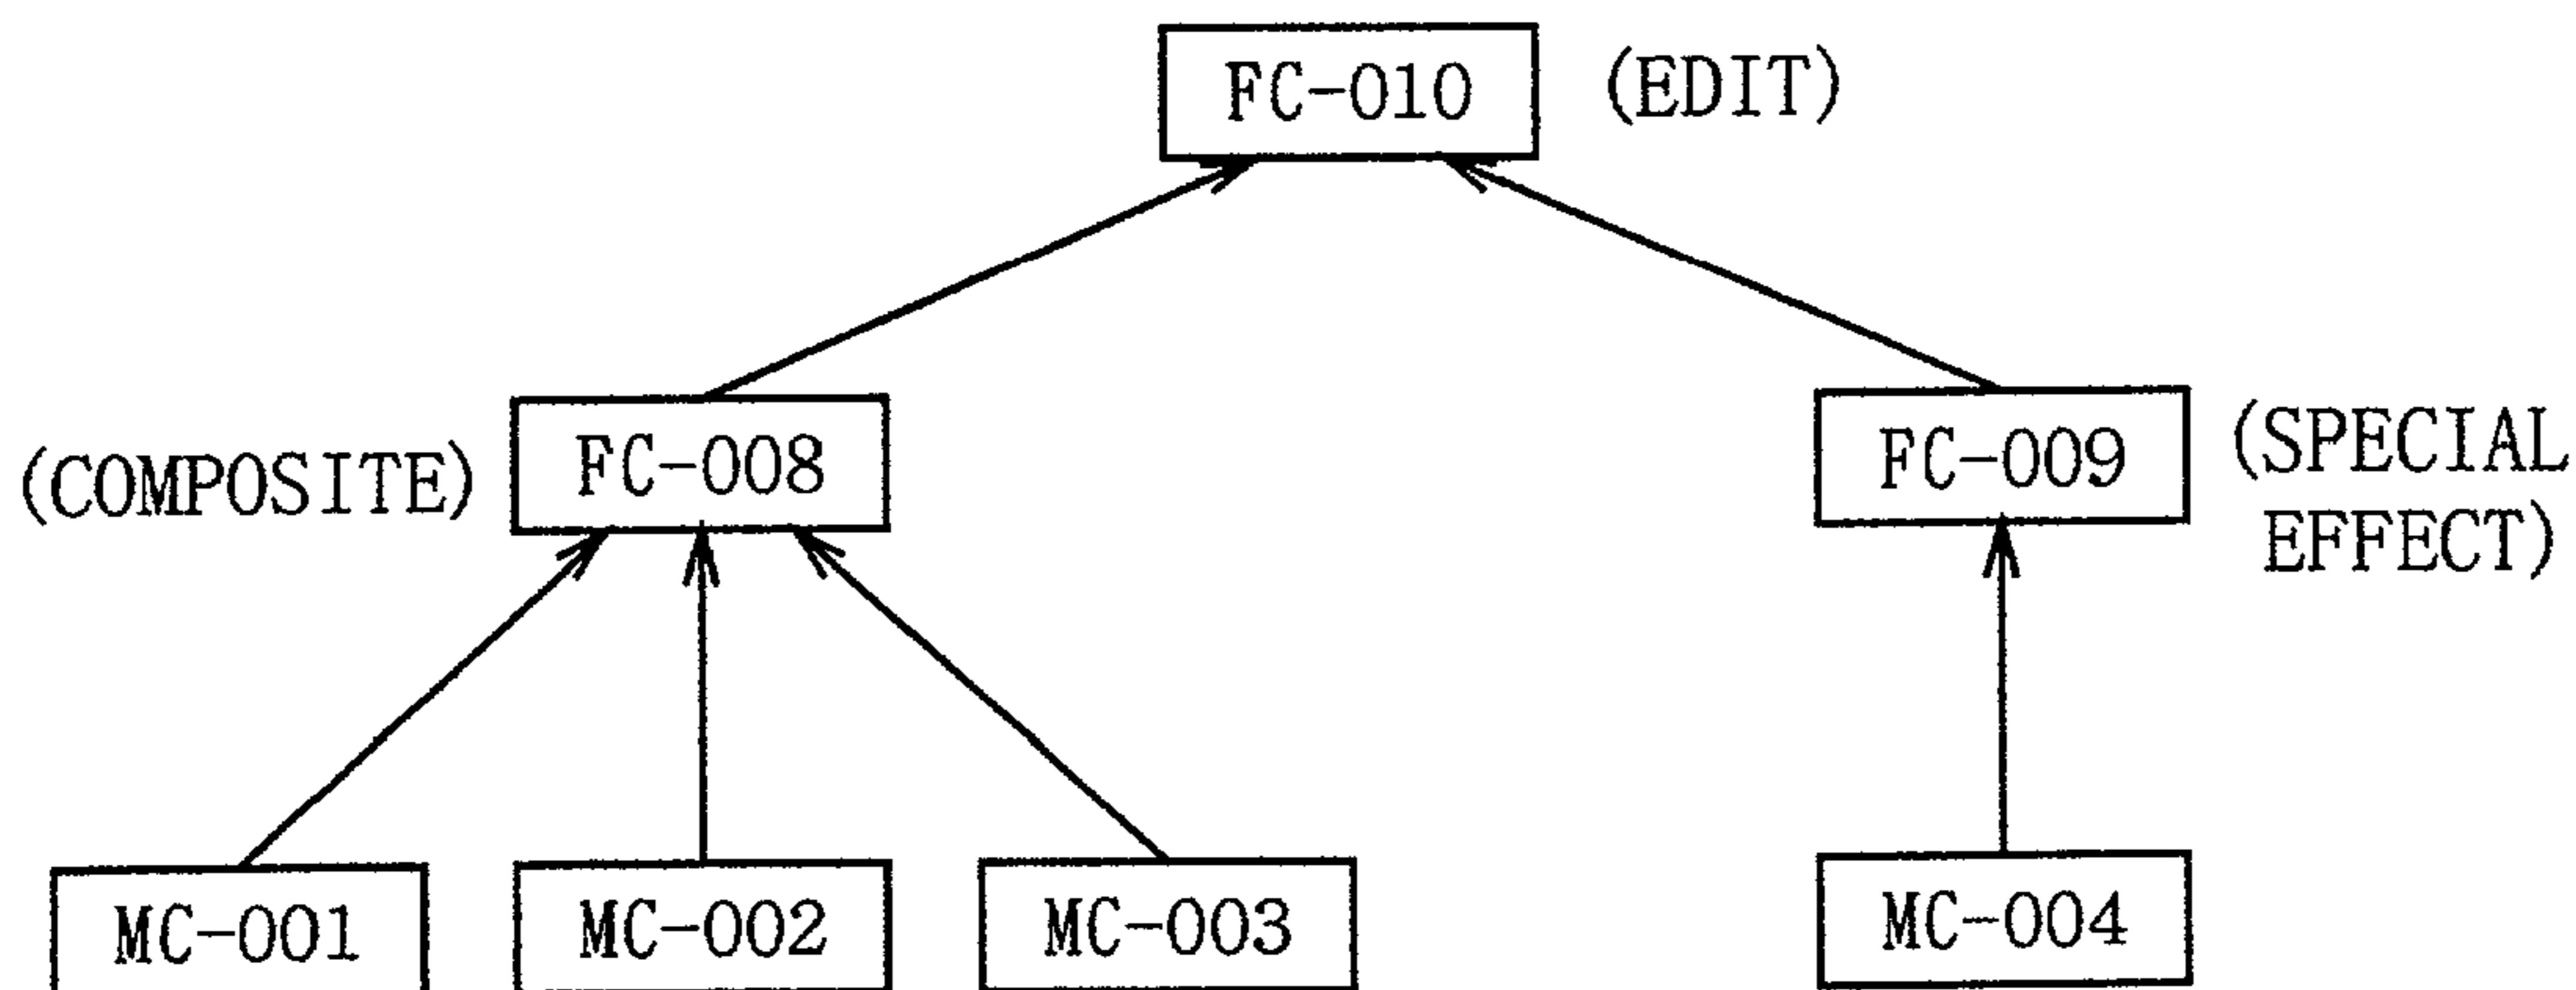 FC-010 (EDIT)
(COMPOSITE) FC-008
FC-009 (SPECIAL
EFFECT)
MC-001 MC-002 MC-003 MC-004